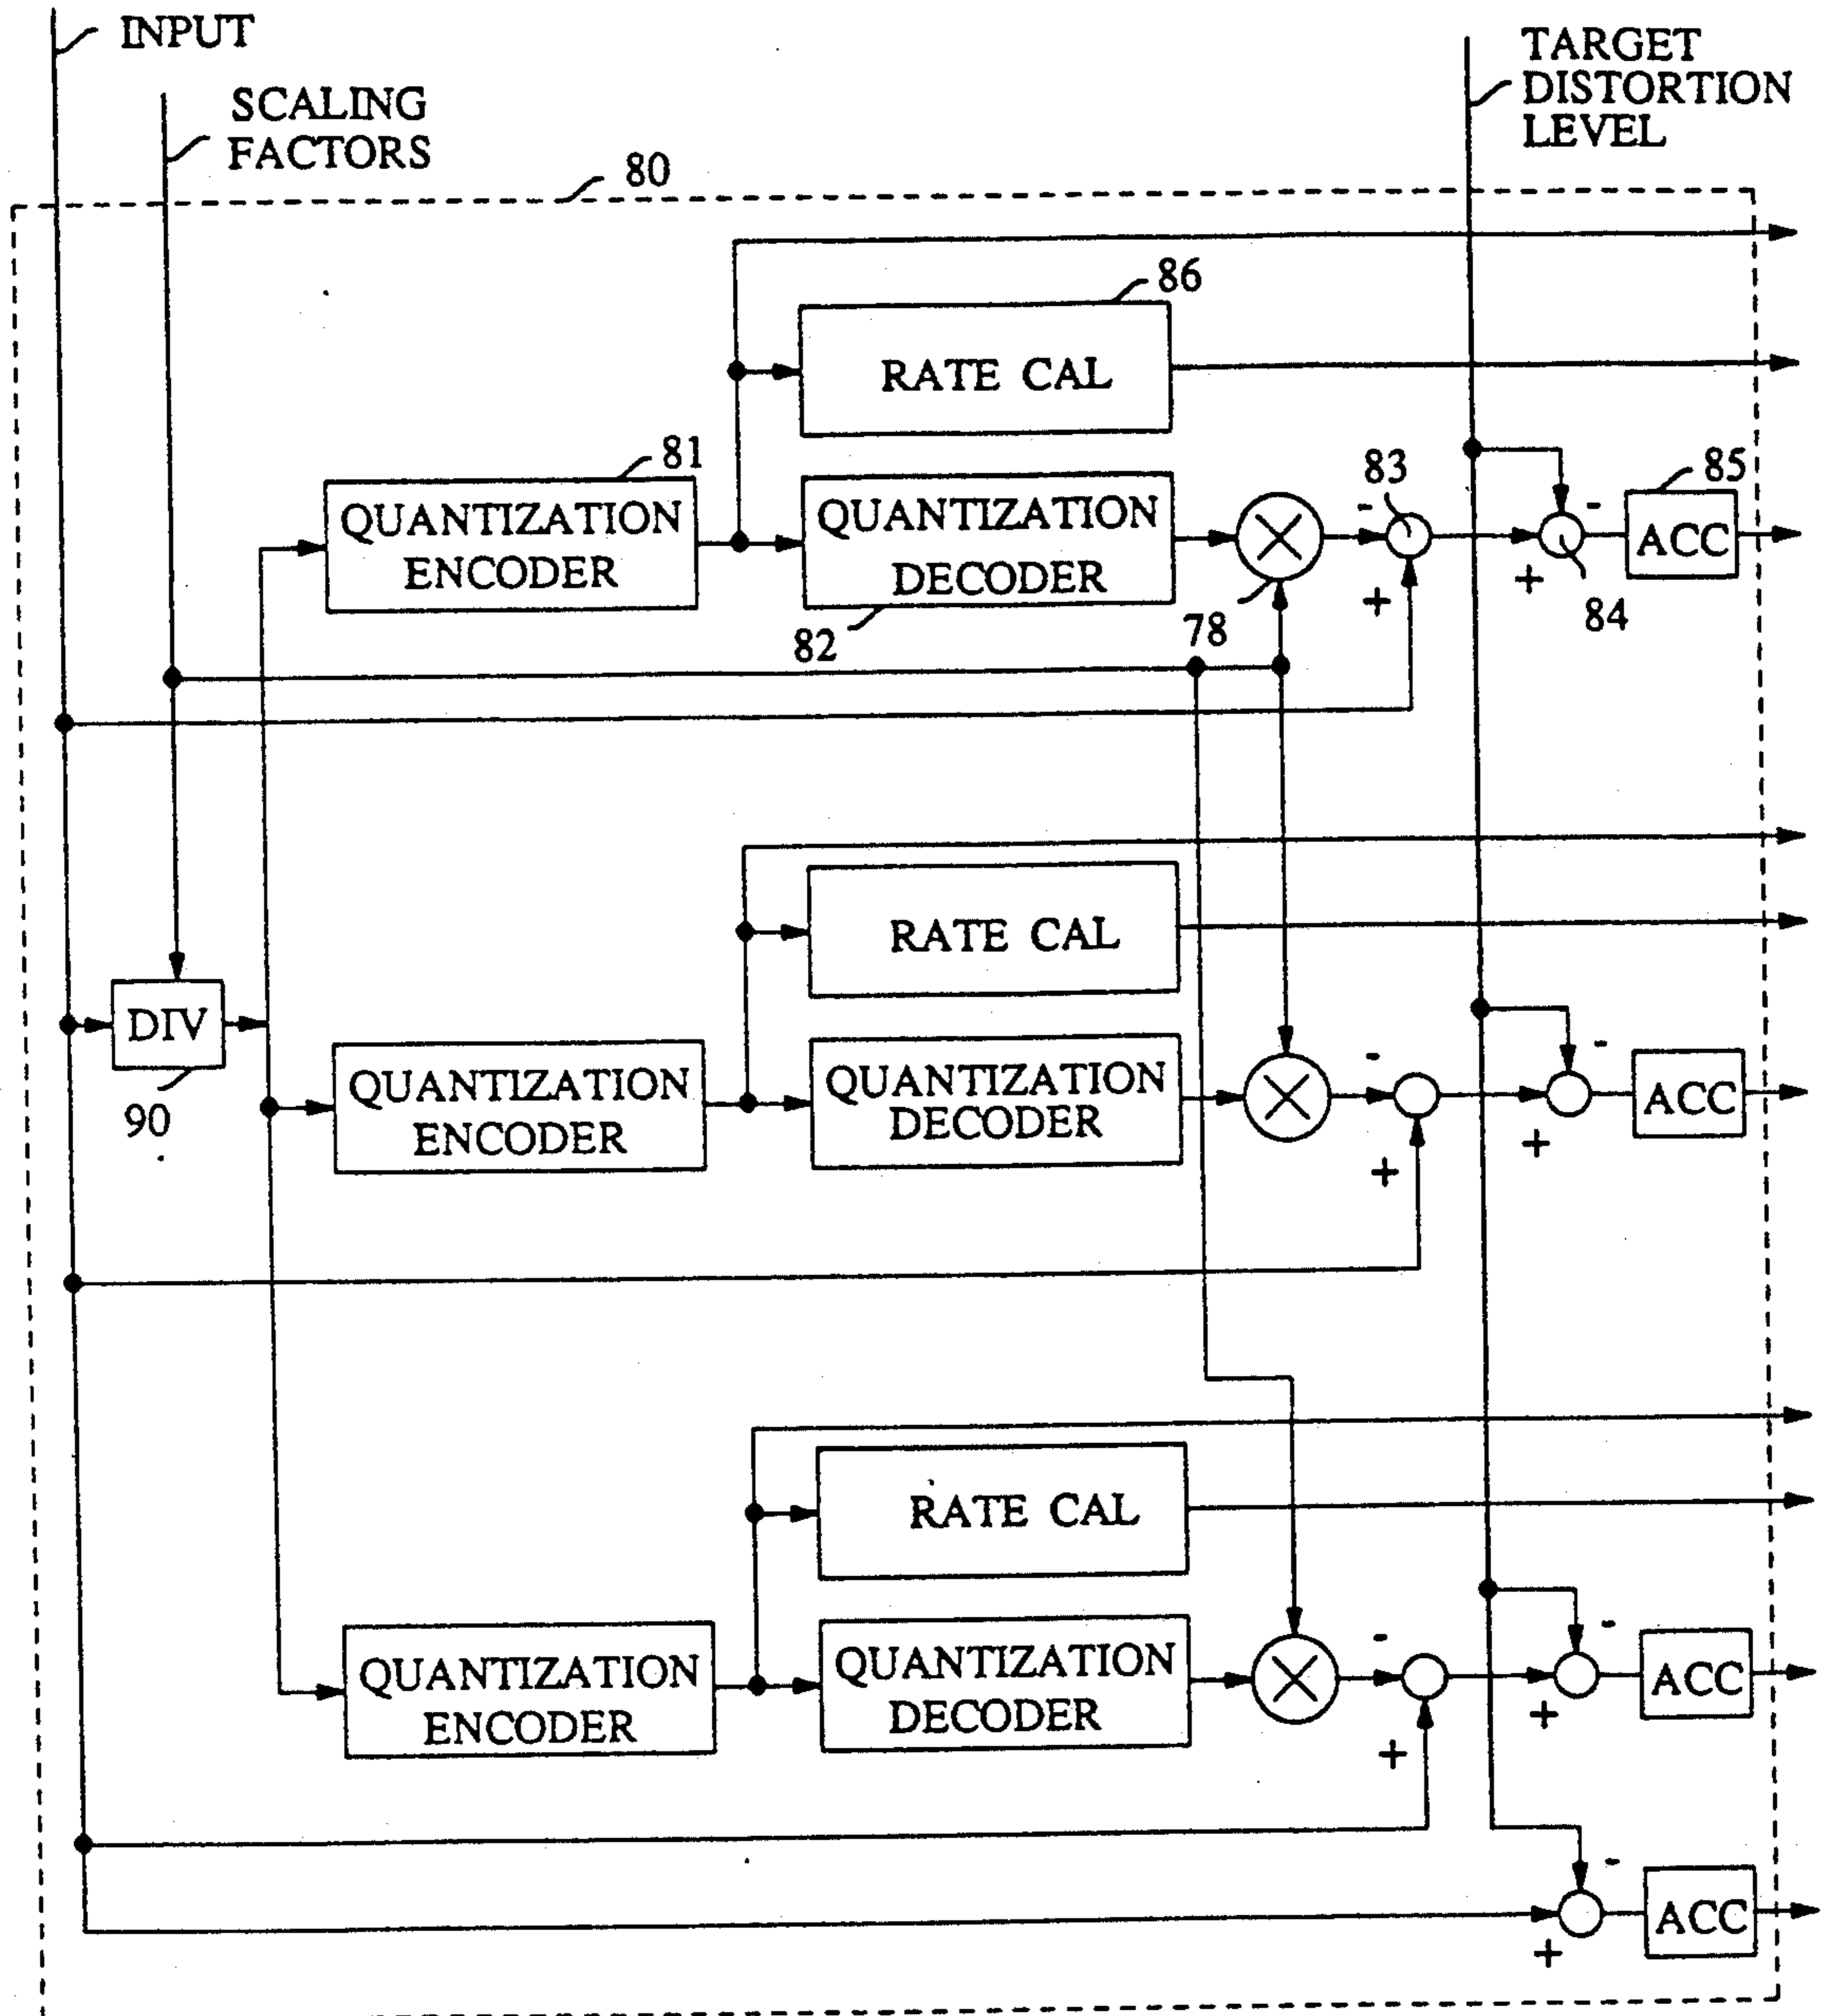 INPUT
SCALING
FACTORS
TARGET
DISTORTION
LEVEL
80
86
RATE CAL
81
QUANTIZATION
ENCODER
QUANTIZATION
DECODER
82
78
83
-
+
84
-
+
85
ACC
RATE CAL
DIV
90
QUANTIZATION
ENCODER
QUANTIZATION
DECODER
-
+
-
+
ACC
RATE CAL
QUANTIZATION
ENCODER
QUANTIZATION
DECODER
-
+
-
+
ACC
-
+
ACC